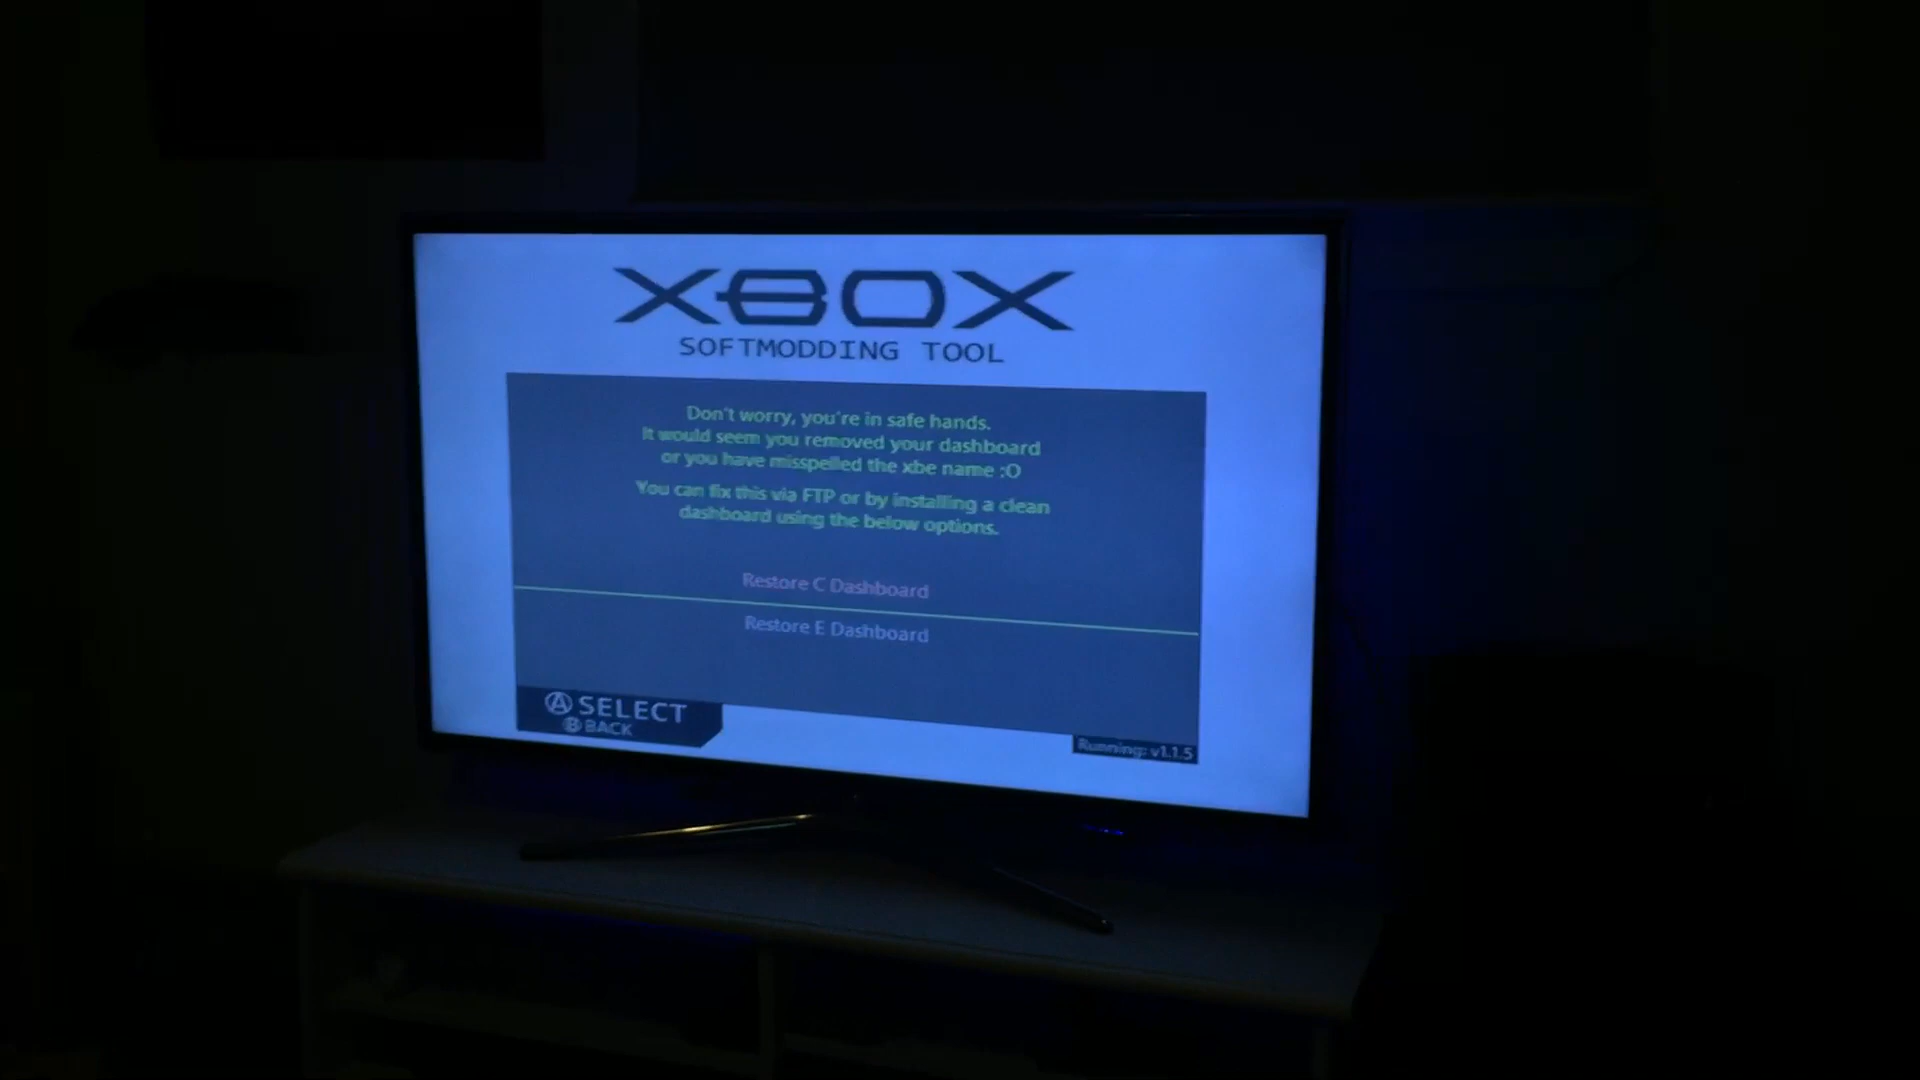 XBOX
SOFTMODDING TOOL
Don't worry, you're in safe hands.
It would seem you removed your dashboard
or you have misspelled the xbe name :O
You can fix this via FTP or by installing a clean
dashboard using the below options.
Restore C Dashboard
Restore E Dashboard
A SELECT
B BACK
Running: v1.1.5